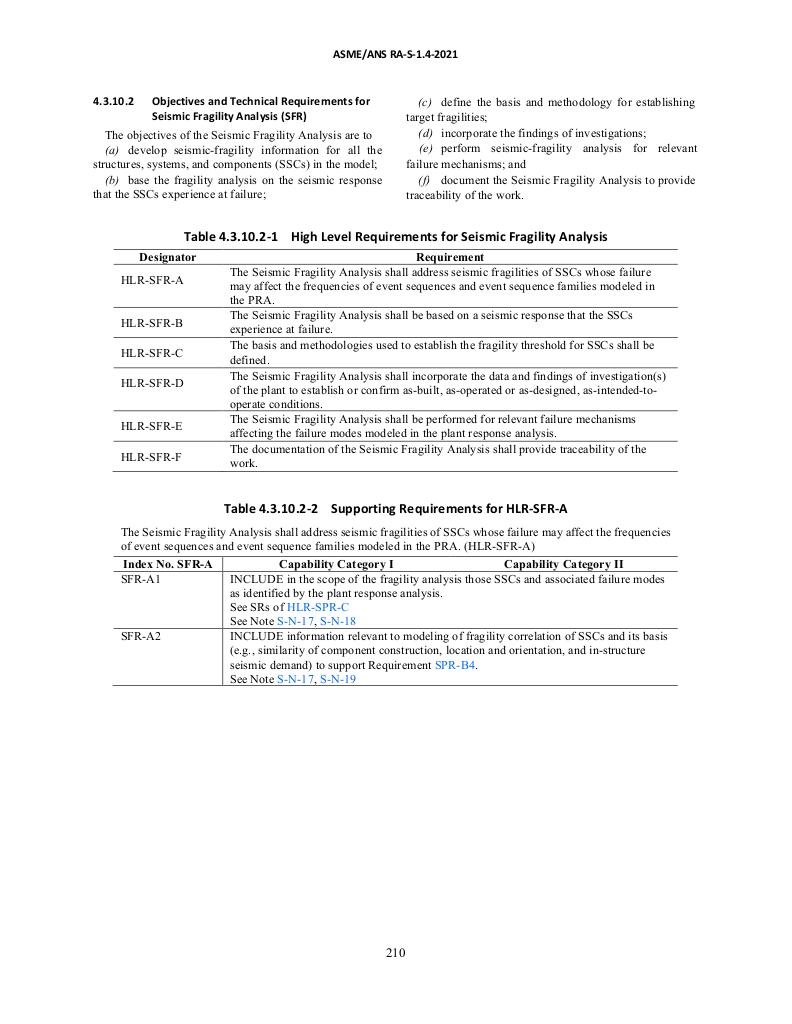 ASME/ANS RA-S-1.4-2021
4.3.10.2 Objectives and Technical Requirements for
Seismic Fragility Analysis (SFR)
The objectives of the Seismic Fragility Analysis are to
(a) develop seismic-fragility information for all the
structures, systems, and components (SSCs) in the model;
(b) base the fragility analysis on the seismic response
that the SSCs experience at failure;
(c) define the basis and methodology for establishing
target fragilities;
(d) incorporate the findings of investigations;
(e) perform seismic-fragility analysis for relevant
failure mechanisms; and
(f) document the Seismic Fragility Analysis to provide
traceability of the work.
Table 4.3.10.2-1 High Level Requirements for Seismic Fragility Analysis
Designator Requirement
HLR-SFR-A The Seismic Fragility Analysis shall address seismic fragilities of SSCs whose failure
may affect the frequencies of event sequences and event sequence families modeled in
the PRA.
HLR-SFR-B The Seismic Fragility Analysis shall be based on a seismic response that the SSCs
experience at failure.
HLR-SFR-C The basis and methodologies used to establish the fragility threshold for SSCs shall be
defined.
HLR-SFR-D The Seismic Fragility Analysis shall incorporate the data and findings of investigation(s)
of the plant to establish or confirm as-built, as-operated or as-designed, as-intended-to-
operate conditions.
HLR-SFR-E The Seismic Fragility Analysis shall be performed for relevant failure mechanisms
affecting the failure modes modeled in the plant response analysis.
HLR-SFR-F The documentation of the Seismic Fragility Analysis shall provide traceability of the
work.
Table 4.3.10.2-2 Supporting Requirements for HLR-SFR-A
The Seismic Fragility Analysis shall address seismic fragilities of SSCs whose failure may affect the frequencies
of event sequences and event sequence families modeled in the PRA. (HLR-SFR-A)
Index No. SFR-A Capability Category I Capability Category II
SFR-A1 INCLUDE in the scope of the fragility analysis those SSCs and associated failure modes
as identified by the plant response analysis.
See SRs of HLR-SPR-C
See Note S-N-17, S-N-18
SFR-A2 INCLUDE information relevant to modeling of fragility correlation of SSCs and its basis
(e.g., similarity of component construction, location and orientation, and in-structure
seismic demand) to support Requirement SPR-B4.
See Note S-N-17, S-N-19
210